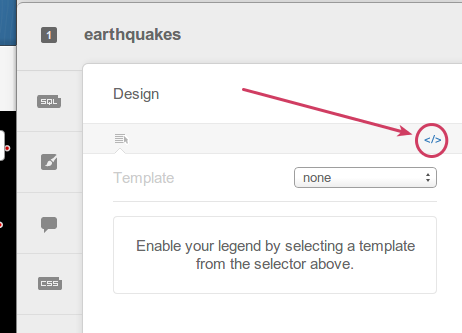 1
earthquakes
SQL
Design
</>
Template
none
Enable your legend by selecting a template
from the selector above.
CSS